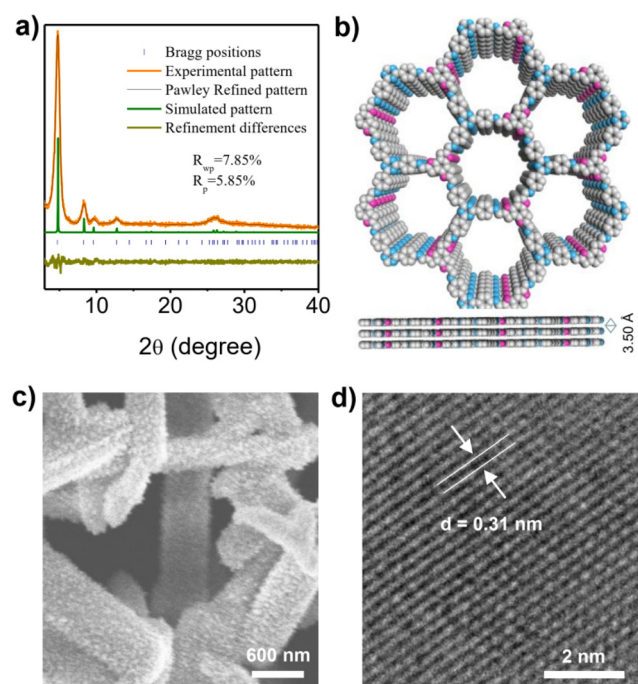 a)
Bragg positions
Experimental pattern
Pawley Refined pattern
Simulated pattern
Refinement differences
Rwp=7.85%
Rp=5.85%
10 20 30 40
2θ (degree)
b)
3.50 Å
c)
600 nm
d)
d = 0.31 nm
2 nm